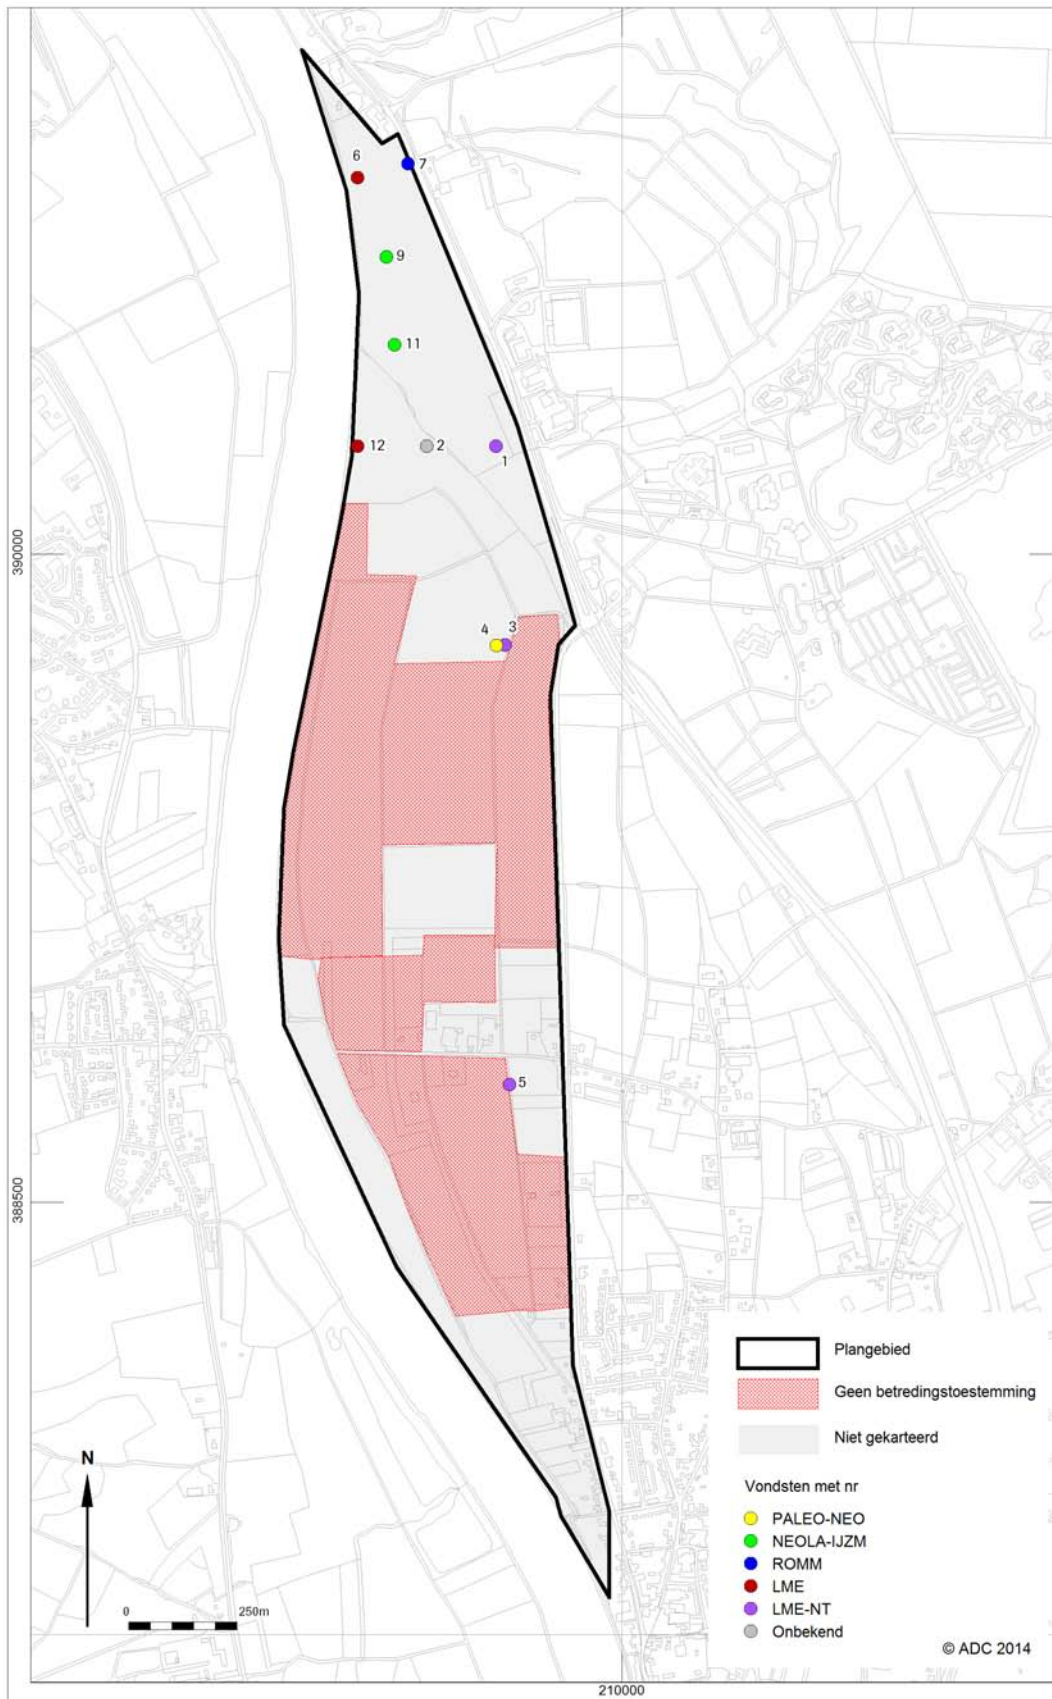 6
7
9
11
12
2
1
390000
4
3
5
388500
Plangebied
Geen betredingstoestemming
Niet gekarteerd
N
Vondsten met nr
PALEO-NEO
NEOLA-IJZM
ROMM
LME
LME-NT
Onbekend
0 250m
© ADC 2014
210000